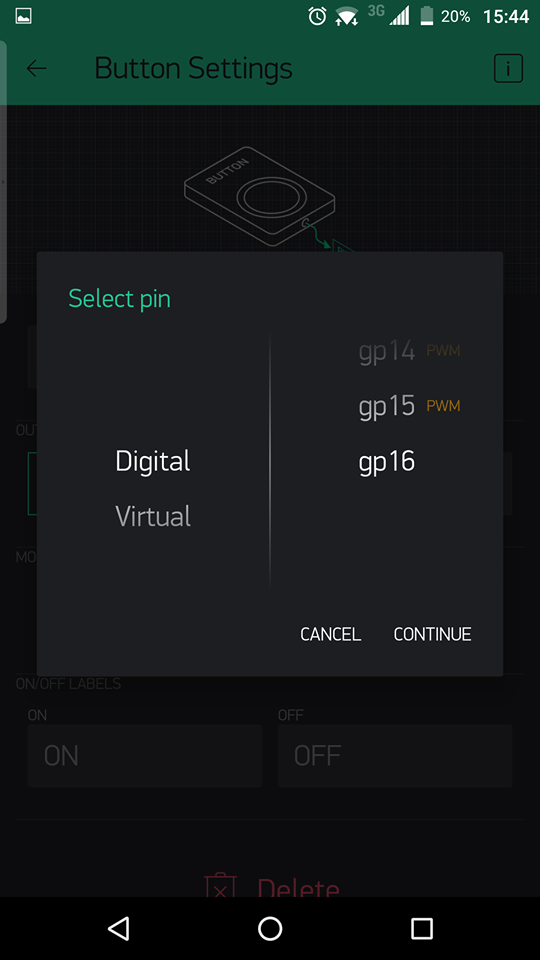 3G 20% 15:44
Button Settings
BUTTON
Select pin
gp14 PWM
gp15 PWM
Digital gp16
Virtual
CANCEL CONTINUE
ON/OFF LABELS
ON OFF
ON OFF
Delete